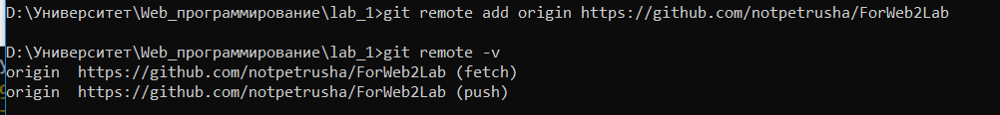 D:\Университет\Web_программирование\lab_1>git remote add origin https://github.com/notpetrusha/ForWeb2Lab
D:\Университет\Web_программирование\lab_1>git remote -v
origin  https://github.com/notpetrusha/ForWeb2Lab (fetch)
origin  https://github.com/notpetrusha/ForWeb2Lab (push)